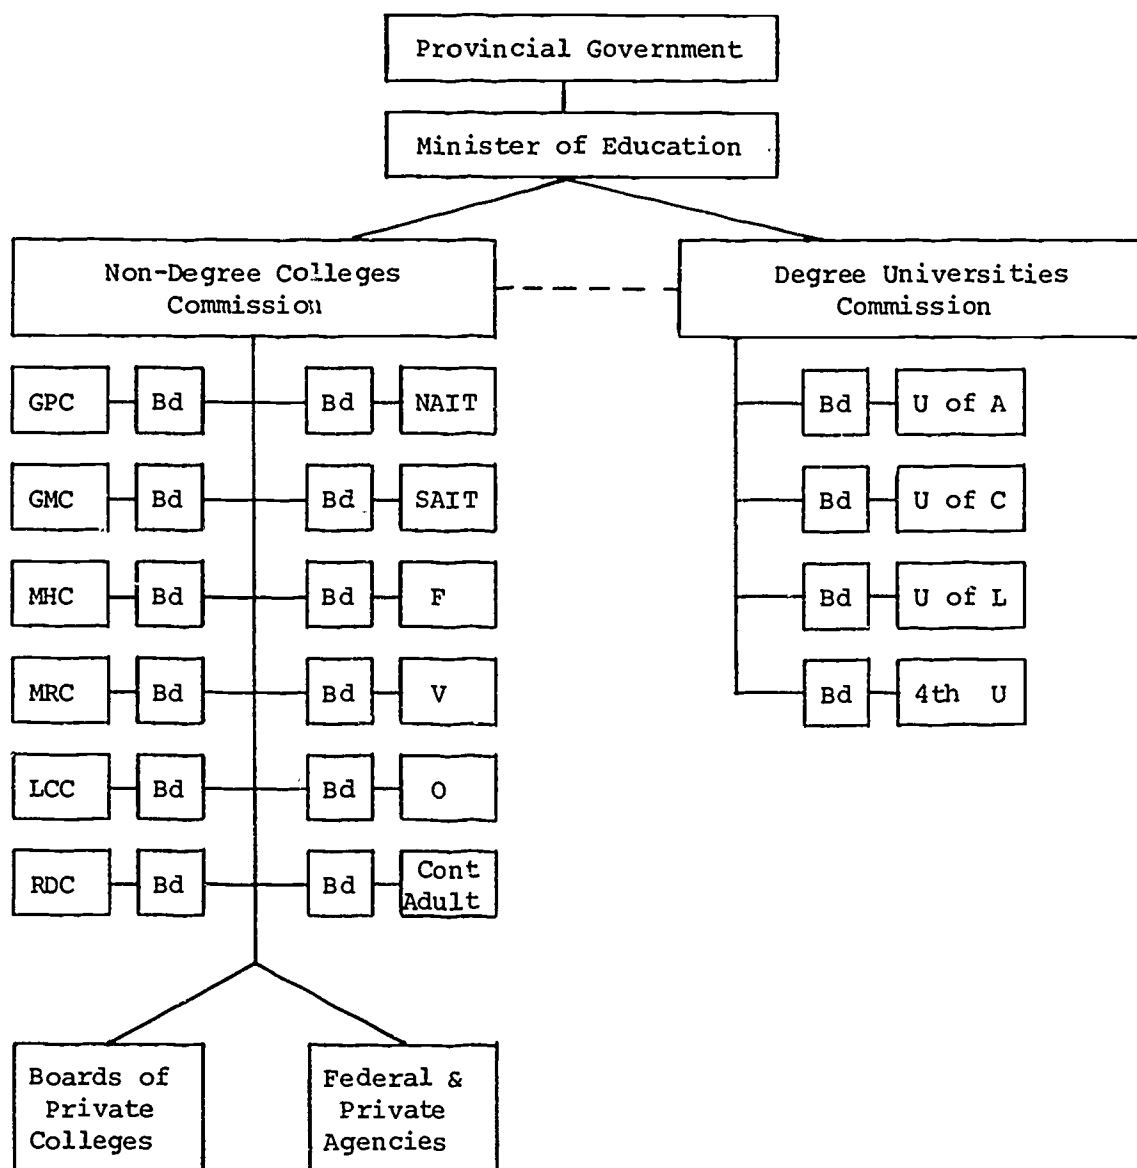 Provincial Government
Minister of Education
Non-Degree Colleges
Commission
Degree Universities
Commission
GPC Bd Bd NAIT Bd U of A
GMC Bd Bd SAIT Bd U of C
MHC Bd Bd F Bd U of L
MRC Bd Bd V Bd 4th U
LCC Bd Bd O
RDC Bd Bd Cont
Adult
Boards of
Private
Colleges
Federal &
Private
Agencies